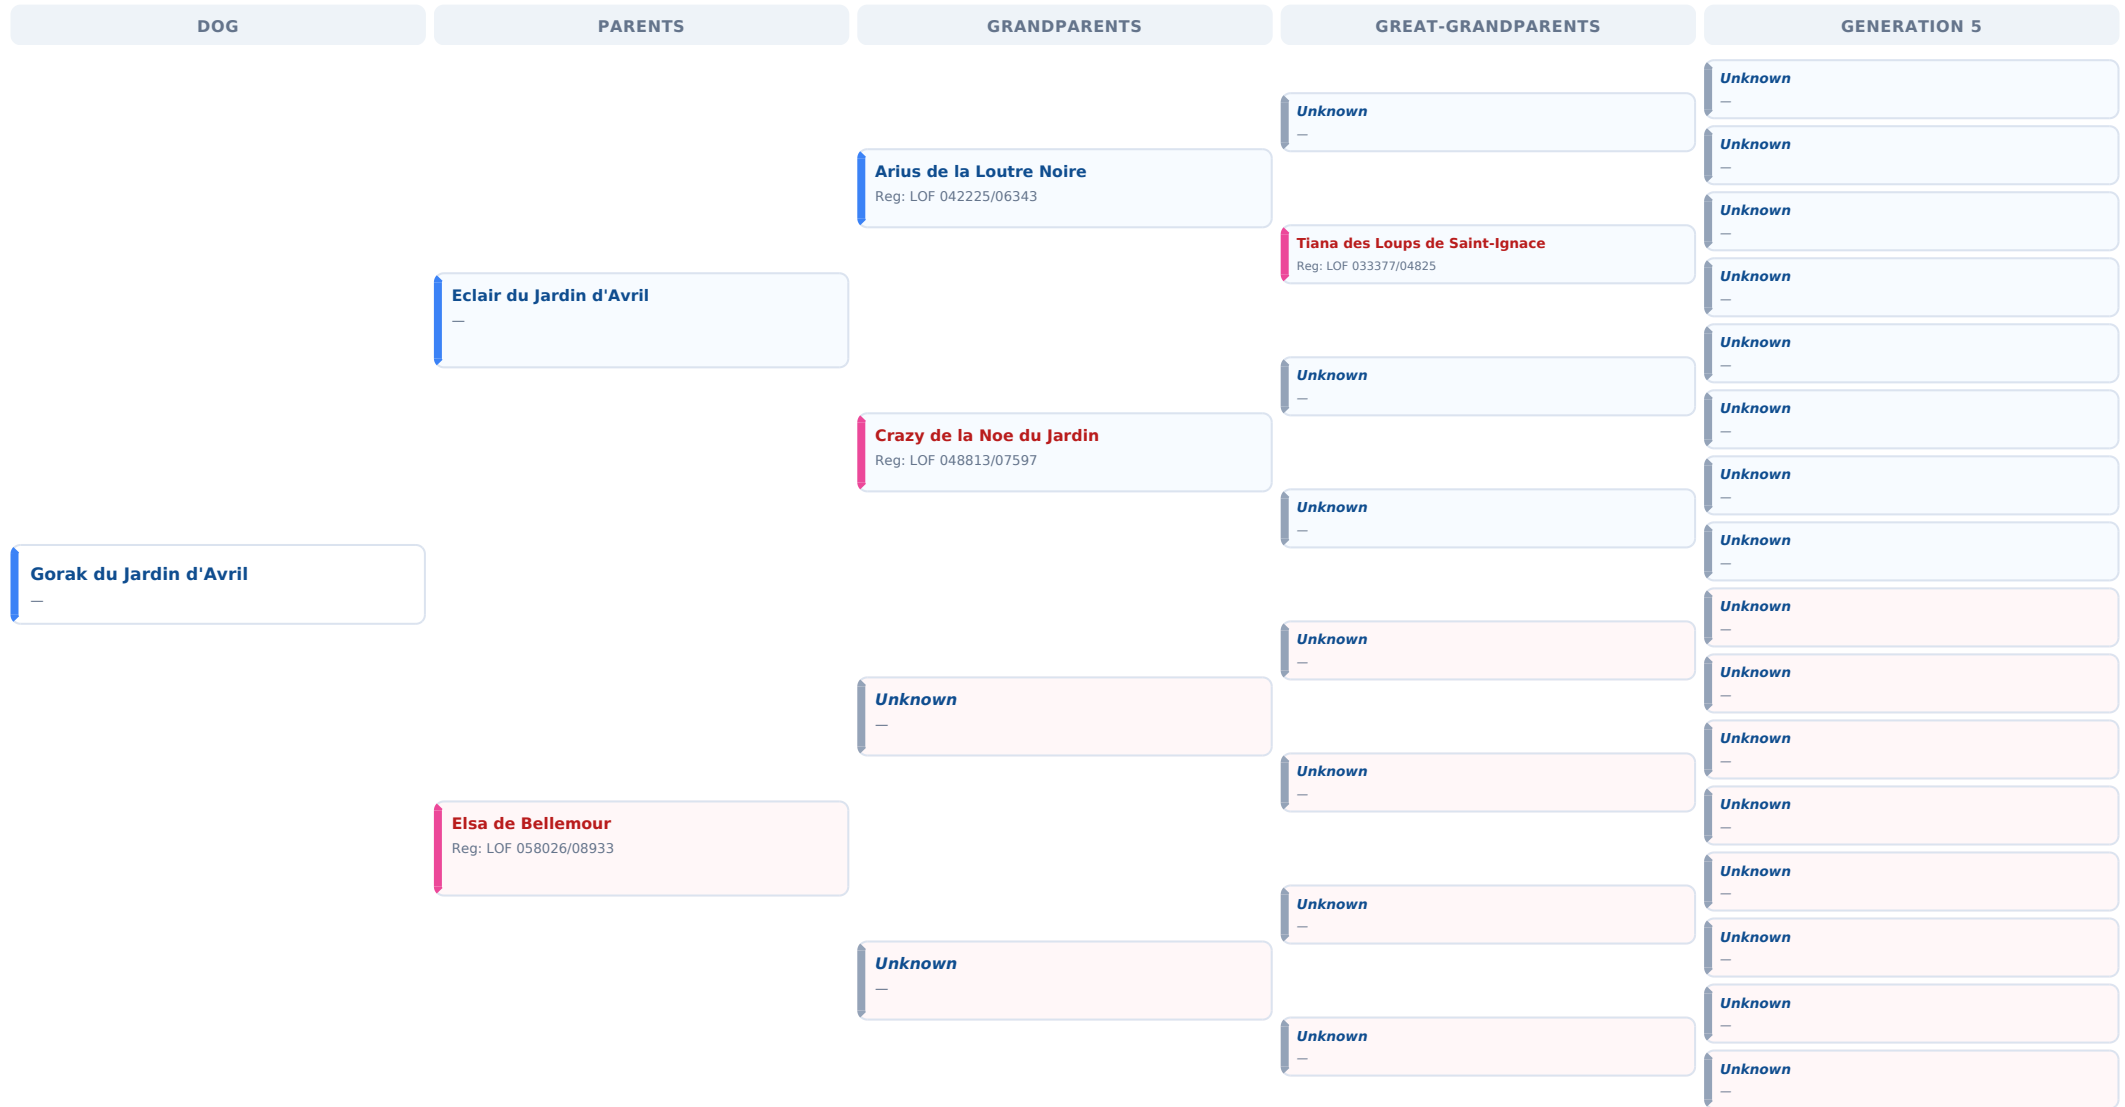 DOG
PARENTS
GRANDPARENTS
GREAT-GRANDPARENTS
GENERATION 5
Gorak du Jardin d'Avril
—
Eclair du Jardin d'Avril
—
Elsa de Bellemour
Reg: LOF 058026/08933
Arius de la Loutre Noire
Reg: LOF 042225/06343
Crazy de la Noe du Jardin
Reg: LOF 048813/07597
Unknown
—
Unknown
—
Unknown
—
Tiana des Loups de Saint-Ignace
Reg: LOF 033377/04825
Unknown
—
Unknown
—
Unknown
—
Unknown
—
Unknown
—
Unknown
—
Unknown
—
Unknown
—
Unknown
—
Unknown
—
Unknown
—
Unknown
—
Unknown
—
Unknown
—
Unknown
—
Unknown
—
Unknown
—
Unknown
—
Unknown
—
Unknown
—
Unknown
—
Unknown
—